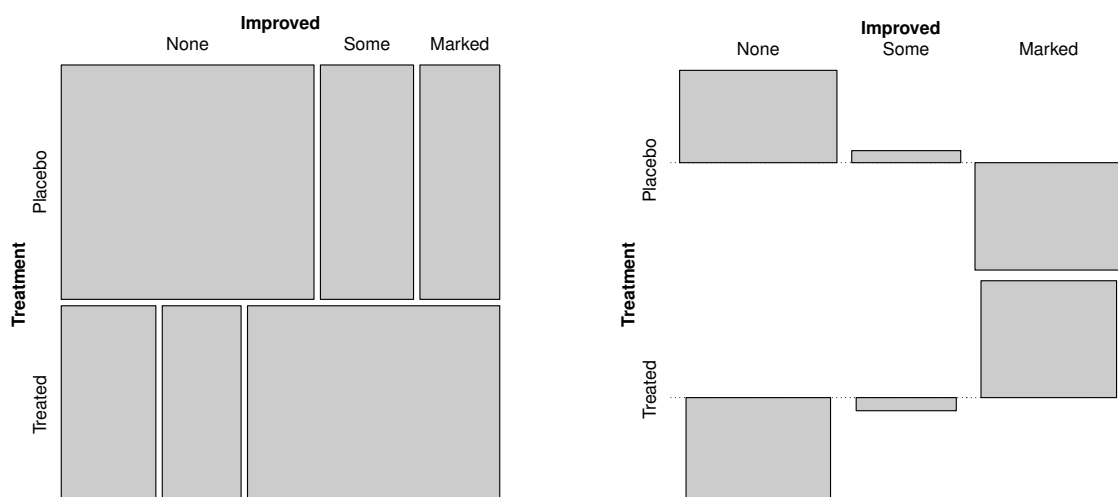 Improved
None Some Marked
Treatment
Placebo
Treated
Improved
None Some Marked
Treatment
Placebo
Treated